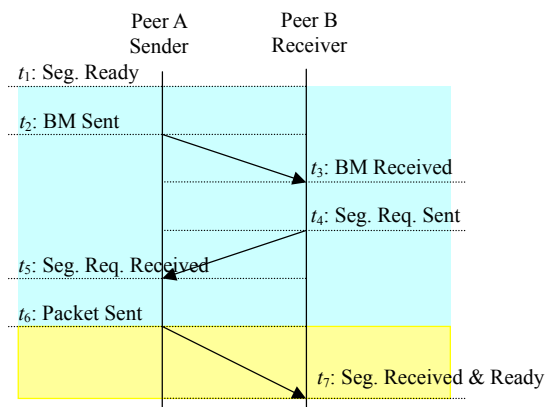 Peer A
Sender
Peer B
Receiver
t1: Seg. Ready
t2: BM Sent
t3: BM Received
t4: Seg. Req. Sent
t5: Seg. Req. Received
t6: Packet Sent
t7: Seg. Received & Ready